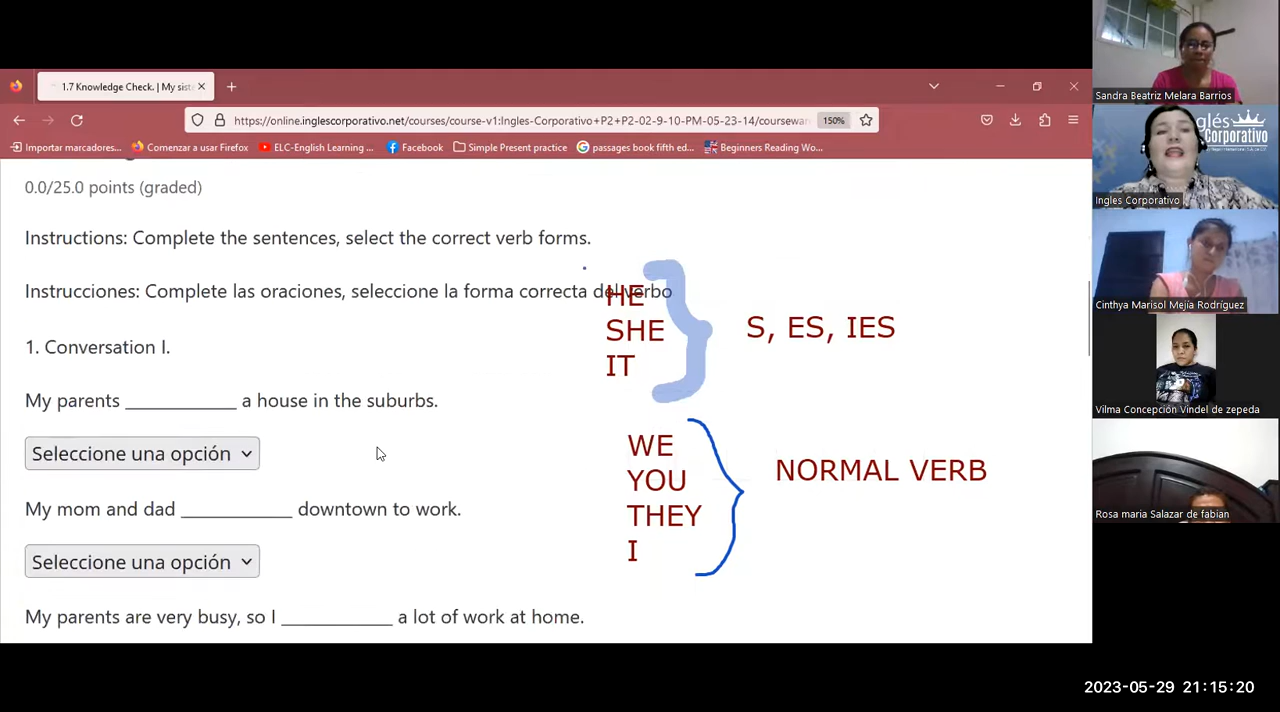 1.7 Knowledge Check. | My sist
https://online.inglescorporativo.net/courses/course-v1:Ingles-Corporativo+P2+P2-02-9-10-PM-05-23-14/coursewar
150%
Importar marcadores...
Comenzar a usar Firefox
ELC-English Learning ...
Facebook
Simple Present practice
passages book fifth ed...
Beginners Reading Wo...
0.0/25.0 points (graded)
Instructions: Complete the sentences, select the correct verb forms.
Instrucciones: Complete las oraciones, seleccione la forma correcta del verbo
1. Conversation I.
My parents ____________ a house in the suburbs.
Seleccione una opción
My mom and dad ____________ downtown to work.
Seleccione una opción
My parents are very busy, so I ____________ a lot of work at home.
HE
SHE
IT
S, ES, IES
WE
YOU
THEY
I
NORMAL VERB
Sandra Beatriz Melara Barrios
glés
Corporativo
Ingles Corporativo
Cinthya Marisol Mejía Rodríguez
Vilma Concepción Vindel de zepeda
Rosa maria Salazar de fabian
2023-05-29 21:15:20